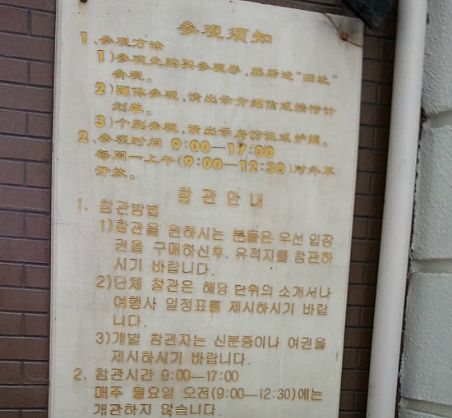 参观须知
1、参观方法
1）参观先购买参观券，然后进“旧址”
参观。
2）团体参观，请出示介绍信或旅行计
划单。
3）个别参观，请出示身份证或护照。
2、参观时间 9:00—17:00
每周一上午(9:00—12:30)对外不
开放。
참관안내
1. 참관방법
1)참관을 원하시는 분들은 우선 입장
권을 구매하신후, 유적지를 참관하
시기 바랍니다.
2)단체 참관은 해당 단위의 소개서나
여행사 일정표를 제시하시기 바랍
니다.
3)개별 참관자는 신분증이나 여권을
제시하시기 바랍니다.
2. 참관시간 9:00—17:00
매주 월요일 오전(9:00—12:30)에는
개관하지 않습니다.